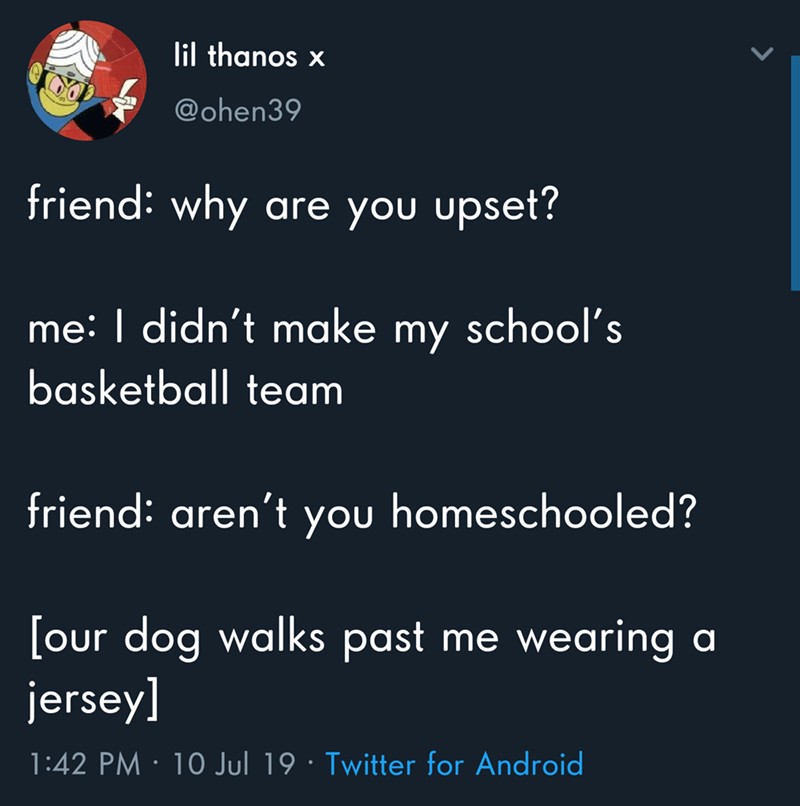 lil thanos x
@ohen39
friend: why are you upset?
me: I didn't make my school's
basketball team
friend: aren't you homeschooled?
[our dog walks past me wearing a
jersey]
1:42 PM · 10 Jul 19 · Twitter for Android